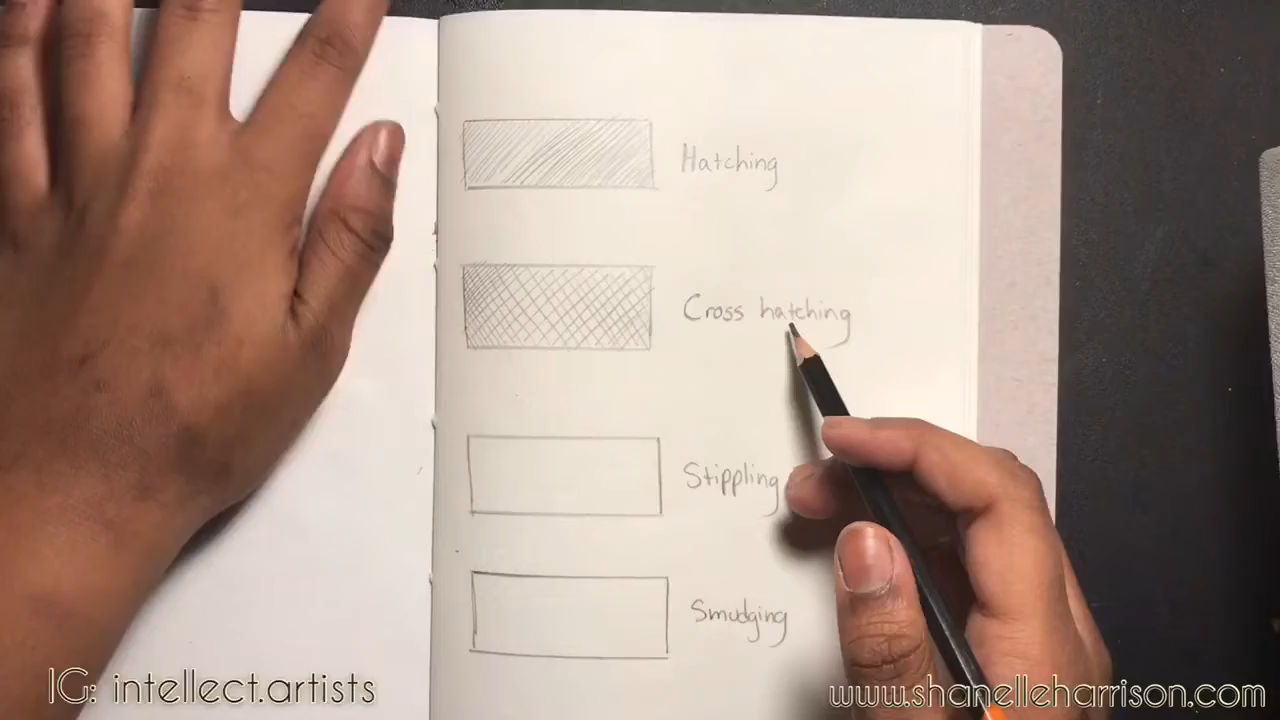 Hatching
Cross hatching
Stippling
Smudging
IG: intellect.artists
www.shanelleharrison.com